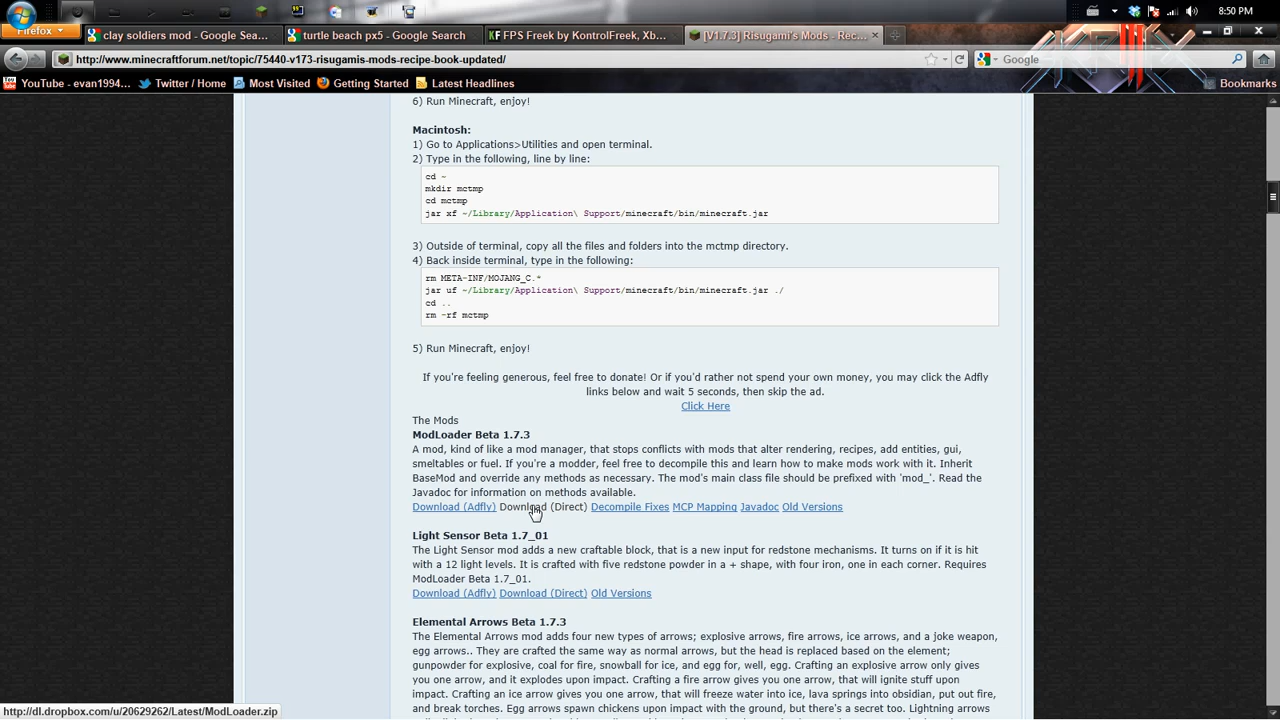 8:50 PM
Firefox
clay soldiers mod - Google Sea...
turtle beach px5 - Google Search
FPS Freek by KontrolFreek, Xb...
[V1.7.3] Risugami's Mods - Rec...
http://www.minecraftforum.net/topic/75440-v173-risugamis-mods-recipe-book-updated/
Google
YouTube - evan1994...
Twitter / Home
Most Visited
Getting Started
Latest Headlines
Bookmarks
6) Run Minecraft, enjoy!
Macintosh:
1) Go to Applications>Utilities and open terminal.
2) Type in the following, line by line:
cd ~
mkdir mctmp
cd mctmp
jar xf ~/Library/Application\ Support/minecraft/bin/minecraft.jar
3) Outside of terminal, copy all the files and folders into the mctmp directory.
4) Back inside terminal, type in the following:
rm META-INF/MOJANG_C.*
jar uf ~/Library/Application\ Support/minecraft/bin/minecraft.jar ./
cd ..
rm -rf mctmp
5) Run Minecraft, enjoy!
If you're feeling generous, feel free to donate! Or if you'd rather not spend your own money, you may click the Adfly
links below and wait 5 seconds, then skip the ad.
Click Here
The Mods
ModLoader Beta 1.7.3
A mod, kind of like a mod manager, that stops conflicts with mods that alter rendering, recipes, add entities, gui,
smeltables or fuel. If you're a modder, feel free to decompile this and learn how to make mods work with it. Inherit
BaseMod and override any methods as necessary. The mod's main class file should be prefixed with 'mod_'. Read the
Javadoc for information on methods available.
Download (Adfly) Download (Direct) Decompile Fixes MCP Mapping Javadoc Old Versions
Light Sensor Beta 1.7_01
The Light Sensor mod adds a new craftable block, that is a new input for redstone mechanisms. It turns on if it is hit
with a 12 light levels. It is crafted with five redstone powder in a + shape, with four iron, one in each corner. Requires
ModLoader Beta 1.7_01.
Download (Adfly) Download (Direct) Old Versions
Elemental Arrows Beta 1.7.3
The Elemental Arrows mod adds four new types of arrows; explosive arrows, fire arrows, ice arrows, and a joke weapon,
egg arrows.. They are crafted the same way as normal arrows, but the head is replaced based on the element;
gunpowder for explosive, coal for fire, snowball for ice, and egg for, well, egg. Crafting an explosive arrow only gives
you one arrow, and it explodes upon impact. Crafting a fire arrow gives you one arrow, that will ignite stuff upon
impact. Crafting an ice arrow gives you one arrow, that will freeze water into ice, lava springs into obsidian, put out fire,
and break torches. Egg arrows spawn chickens upon impact with the ground, but there's a secret too. Lightning arrows
http://dl.dropbox.com/u/20629262/Latest/ModLoader.zip